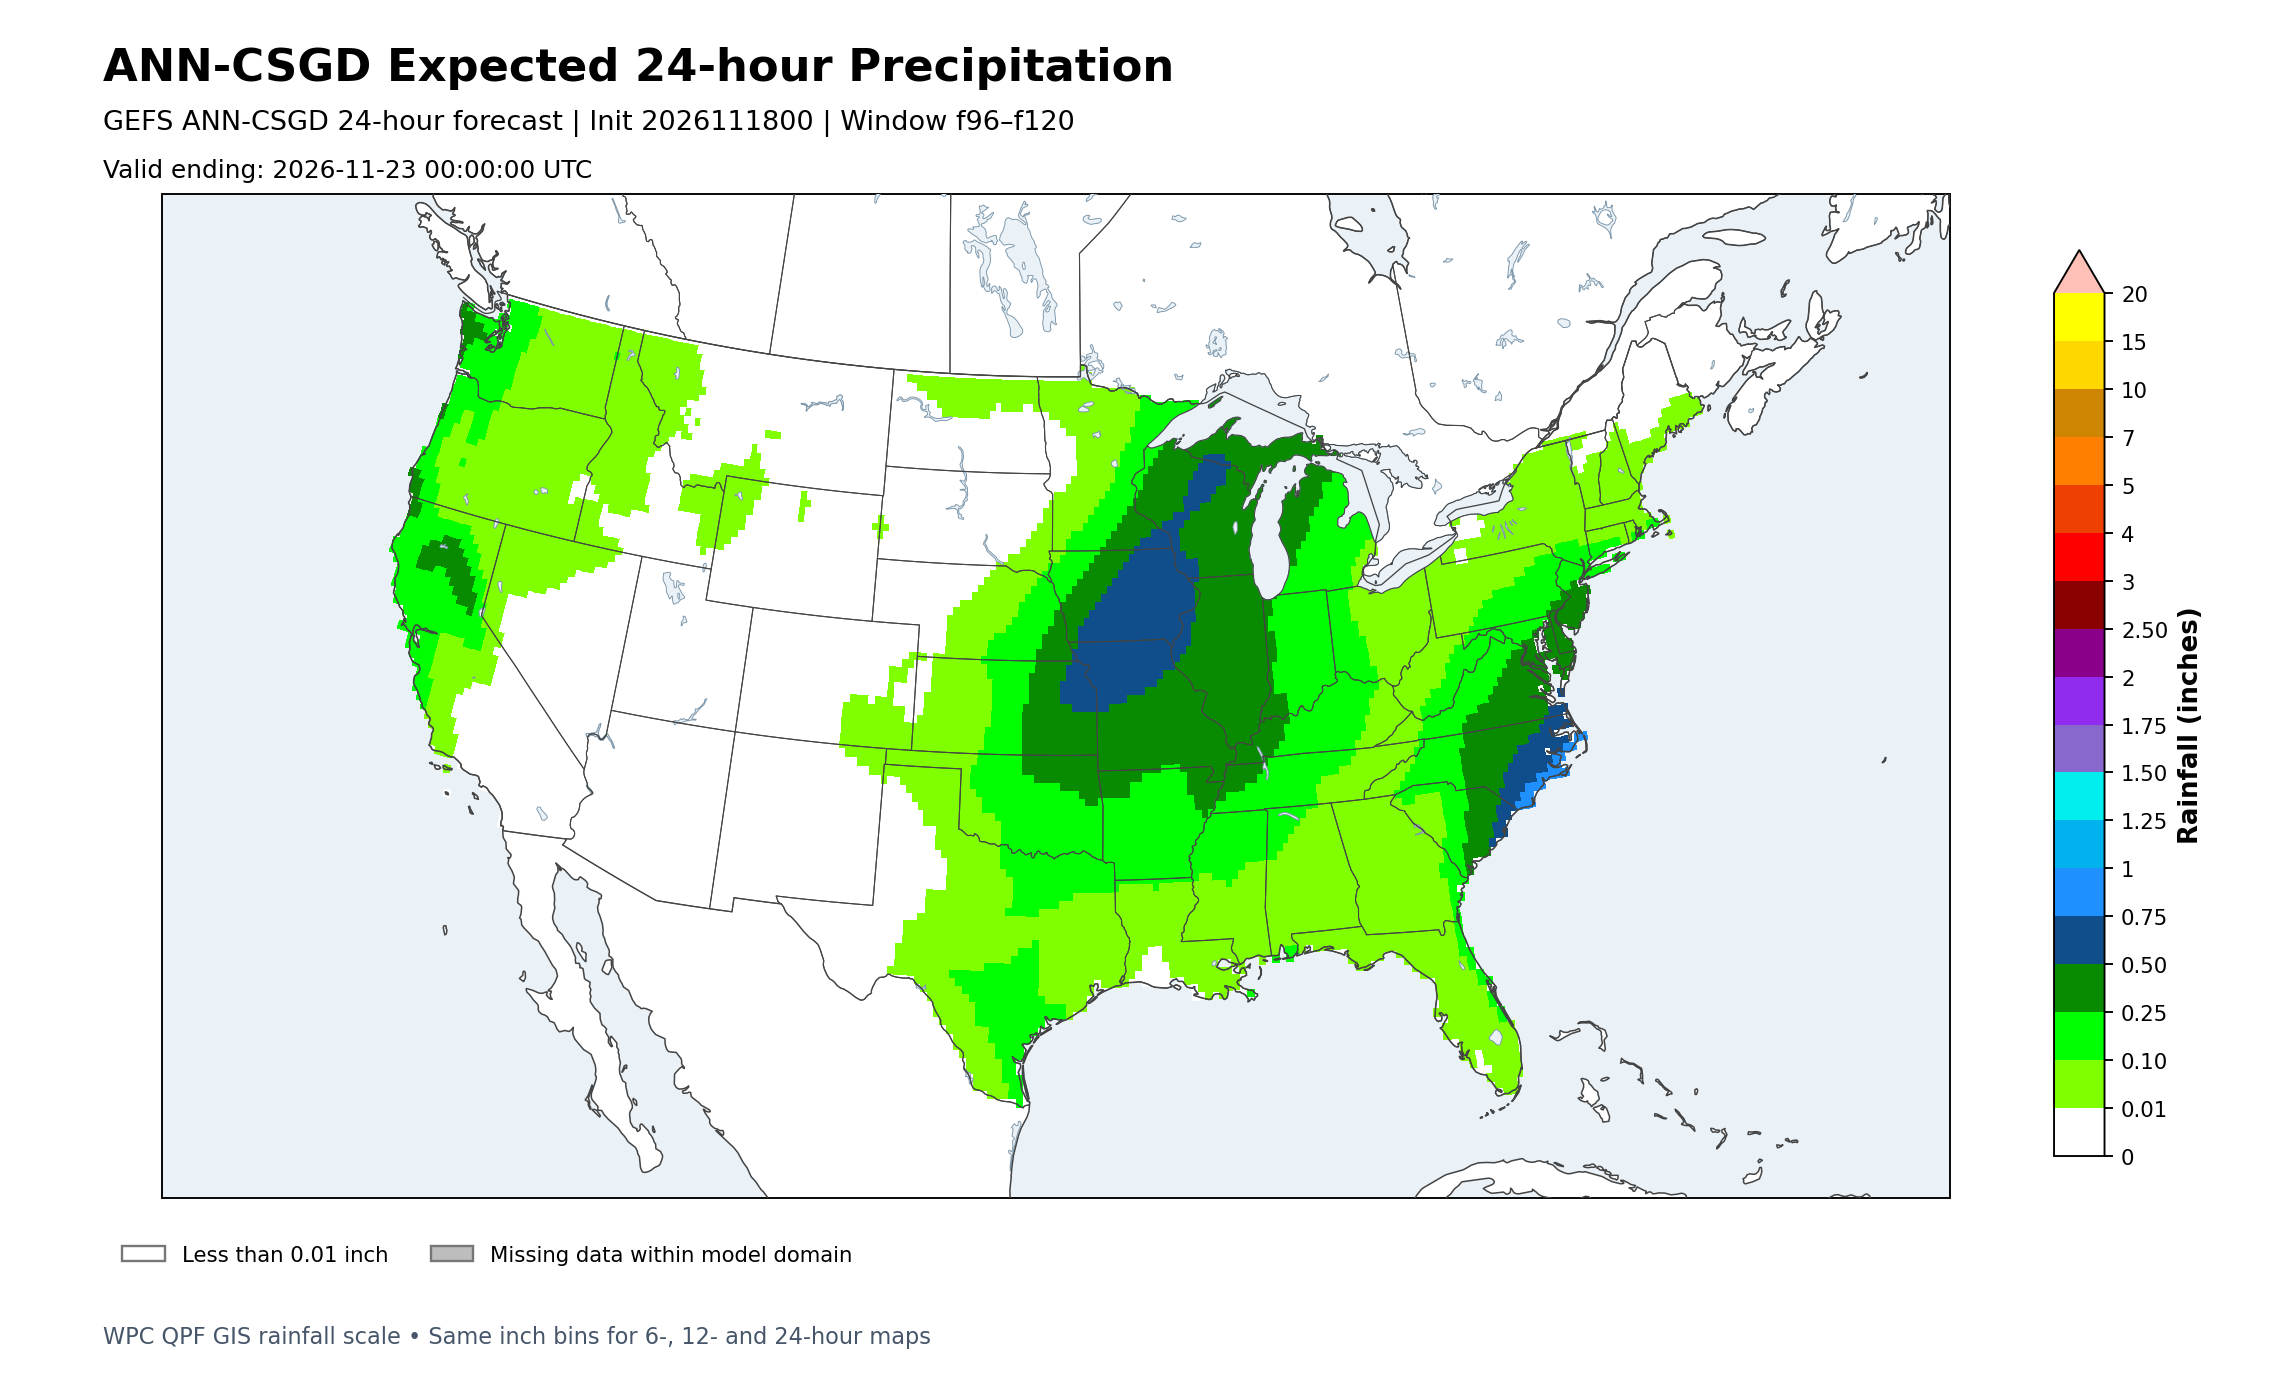 ANN-CSGD Expected 24-hour Precipitation
GEFS ANN-CSGD 24-hour forecast | Init 2026111800 | Window f96–f120
Valid ending: 2026-11-23 00:00:00 UTC
20
15
10
7
5
4
3
2.50
2
1.75
1.50
1.25
1
0.75
0.50
0.25
0.10
0.01
0
Rainfall (inches)
Less than 0.01 inch
Missing data within model domain
WPC QPF GIS rainfall scale • Same inch bins for 6-, 12- and 24-hour maps